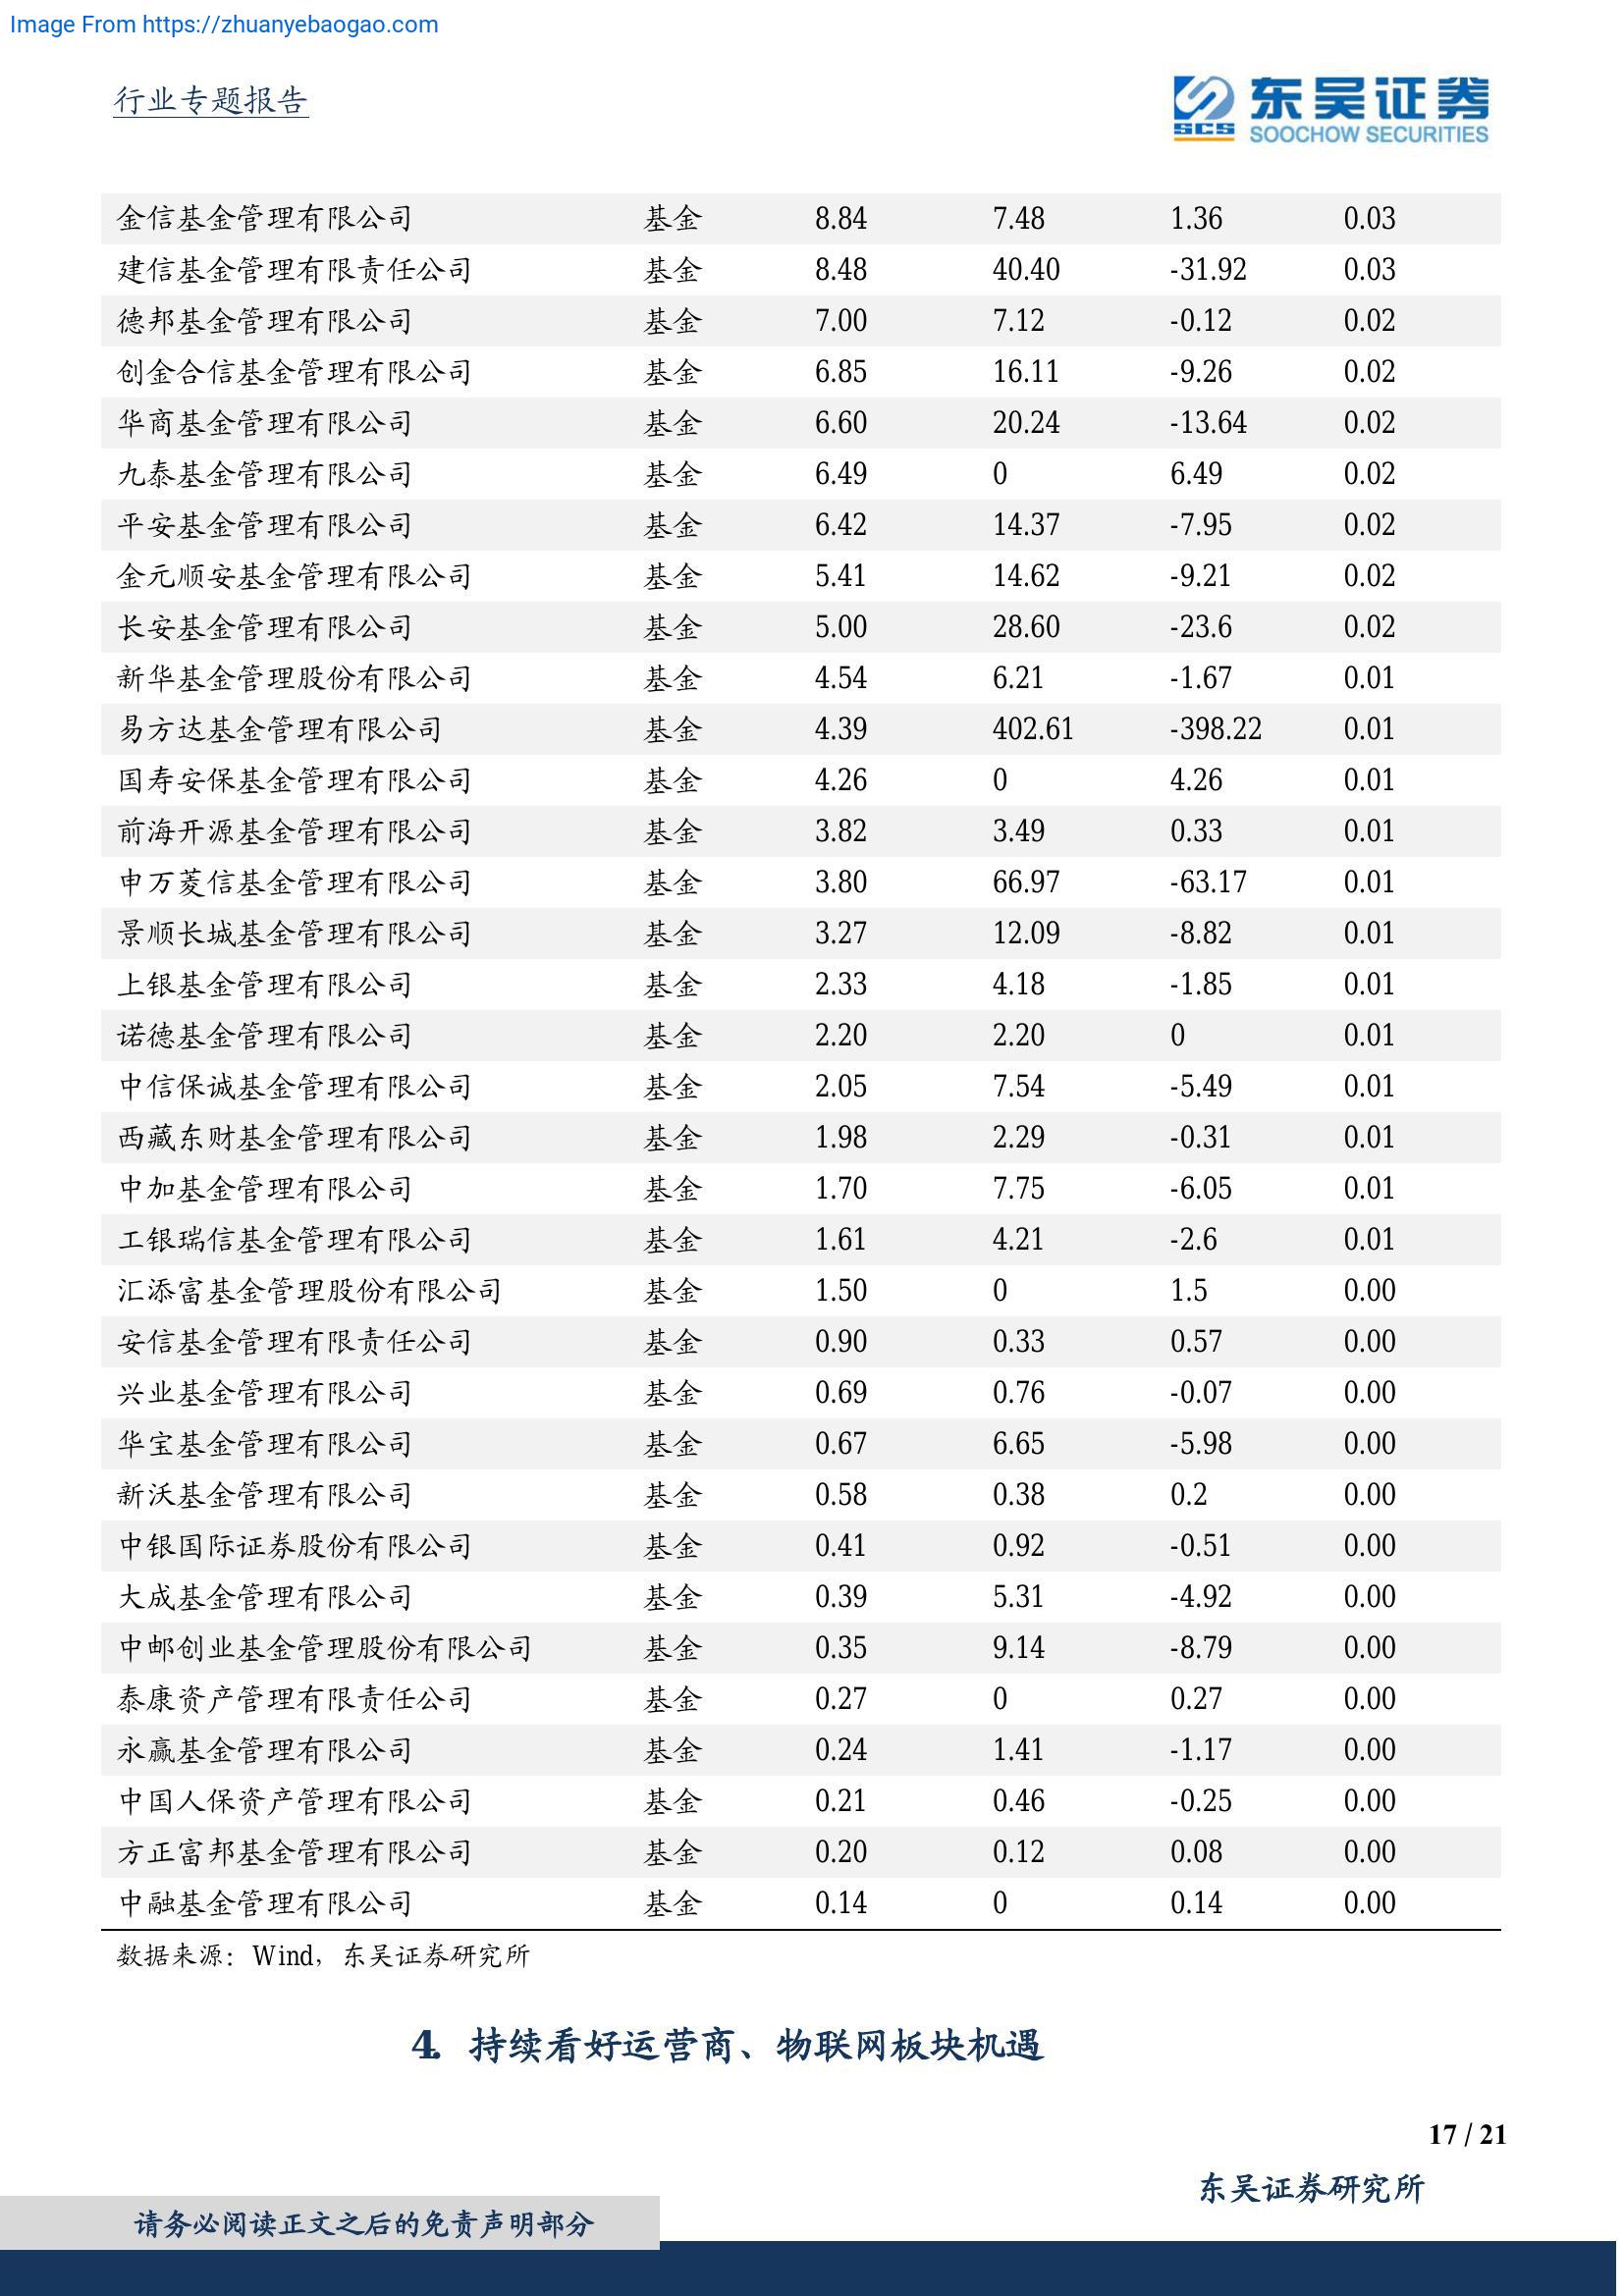 Image From https://zhuanyebaogao.com
行业专题报告
东吴证券
SCS
SOOCHOW SECURITIES
金信基金管理有限公司 基金 8.84 7.48 1.36 0.03
建信基金管理有限责任公司 基金 8.48 40.40 -31.92 0.03
德邦基金管理有限公司 基金 7.00 7.12 -0.12 0.02
创金合信基金管理有限公司 基金 6.85 16.11 -9.26 0.02
华商基金管理有限公司 基金 6.60 20.24 -13.64 0.02
九泰基金管理有限公司 基金 6.49 0 6.49 0.02
平安基金管理有限公司 基金 6.42 14.37 -7.95 0.02
金元顺安基金管理有限公司 基金 5.41 14.62 -9.21 0.02
长安基金管理有限公司 基金 5.00 28.60 -23.6 0.02
新华基金管理股份有限公司 基金 4.54 6.21 -1.67 0.01
易方达基金管理有限公司 基金 4.39 402.61 -398.22 0.01
国寿安保基金管理有限公司 基金 4.26 0 4.26 0.01
前海开源基金管理有限公司 基金 3.82 3.49 0.33 0.01
申万菱信基金管理有限公司 基金 3.80 66.97 -63.17 0.01
景顺长城基金管理有限公司 基金 3.27 12.09 -8.82 0.01
上银基金管理有限公司 基金 2.33 4.18 -1.85 0.01
诺德基金管理有限公司 基金 2.20 2.20 0 0.01
中信保诚基金管理有限公司 基金 2.05 7.54 -5.49 0.01
西藏东财基金管理有限公司 基金 1.98 2.29 -0.31 0.01
中加基金管理有限公司 基金 1.70 7.75 -6.05 0.01
工银瑞信基金管理有限公司 基金 1.61 4.21 -2.6 0.01
汇添富基金管理股份有限公司 基金 1.50 0 1.5 0.00
安信基金管理有限责任公司 基金 0.90 0.33 0.57 0.00
兴业基金管理有限公司 基金 0.69 0.76 -0.07 0.00
华宝基金管理有限公司 基金 0.67 6.65 -5.98 0.00
新沃基金管理有限公司 基金 0.58 0.38 0.2 0.00
中银国际证券股份有限公司 基金 0.41 0.92 -0.51 0.00
大成基金管理有限公司 基金 0.39 5.31 -4.92 0.00
中邮创业基金管理股份有限公司 基金 0.35 9.14 -8.79 0.00
泰康资产管理有限责任公司 基金 0.27 0 0.27 0.00
永赢基金管理有限公司 基金 0.24 1.41 -1.17 0.00
中国人保资产管理有限公司 基金 0.21 0.46 -0.25 0.00
方正富邦基金管理有限公司 基金 0.20 0.12 0.08 0.00
中融基金管理有限公司 基金 0.14 0 0.14 0.00
数据来源：Wind，东吴证券研究所
4. 持续看好运营商、物联网板块机遇
17 / 21
东吴证券研究所
请务必阅读正文之后的免责声明部分